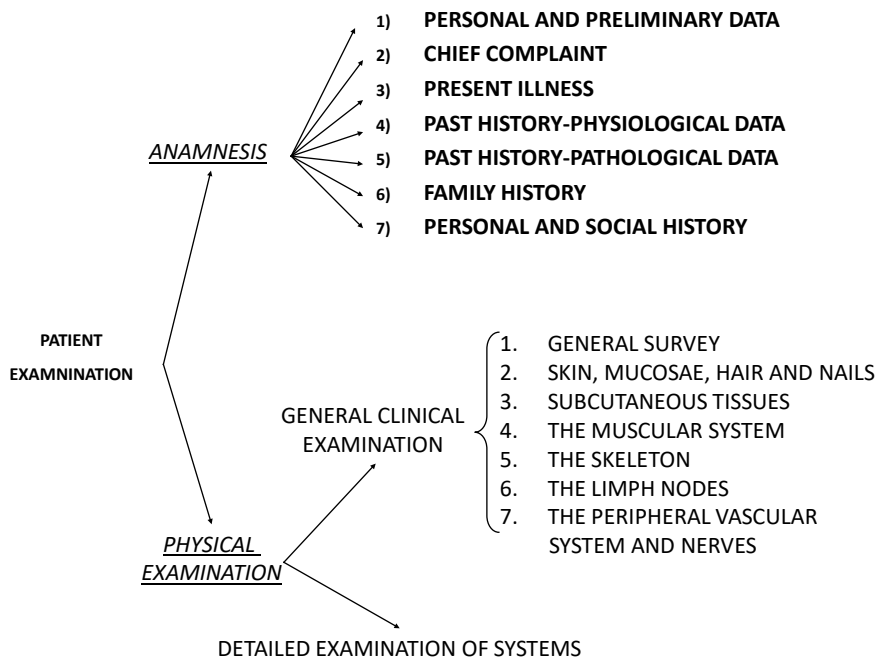 1) PERSONAL AND PRELIMINARY DATA
2) CHIEF COMPLAINT
3) PRESENT ILLNESS
4) PAST HISTORY-PHYSIOLOGICAL DATA
5) PAST HISTORY-PATHOLOGICAL DATA
6) FAMILY HISTORY
7) PERSONAL AND SOCIAL HISTORY
ANAMNESIS
PATIENT
EXAMNINATION
GENERAL CLINICAL
EXAMINATION
1. GENERAL SURVEY
2. SKIN, MUCOSAE, HAIR AND NAILS
3. SUBCUTANEOUS TISSUES
4. THE MUSCULAR SYSTEM
5. THE SKELETON
6. THE LIMPH NODES
7. THE PERIPHERAL VASCULAR
SYSTEM AND NERVES
PHYSICAL
EXAMINATION
DETAILED EXAMINATION OF SYSTEMS